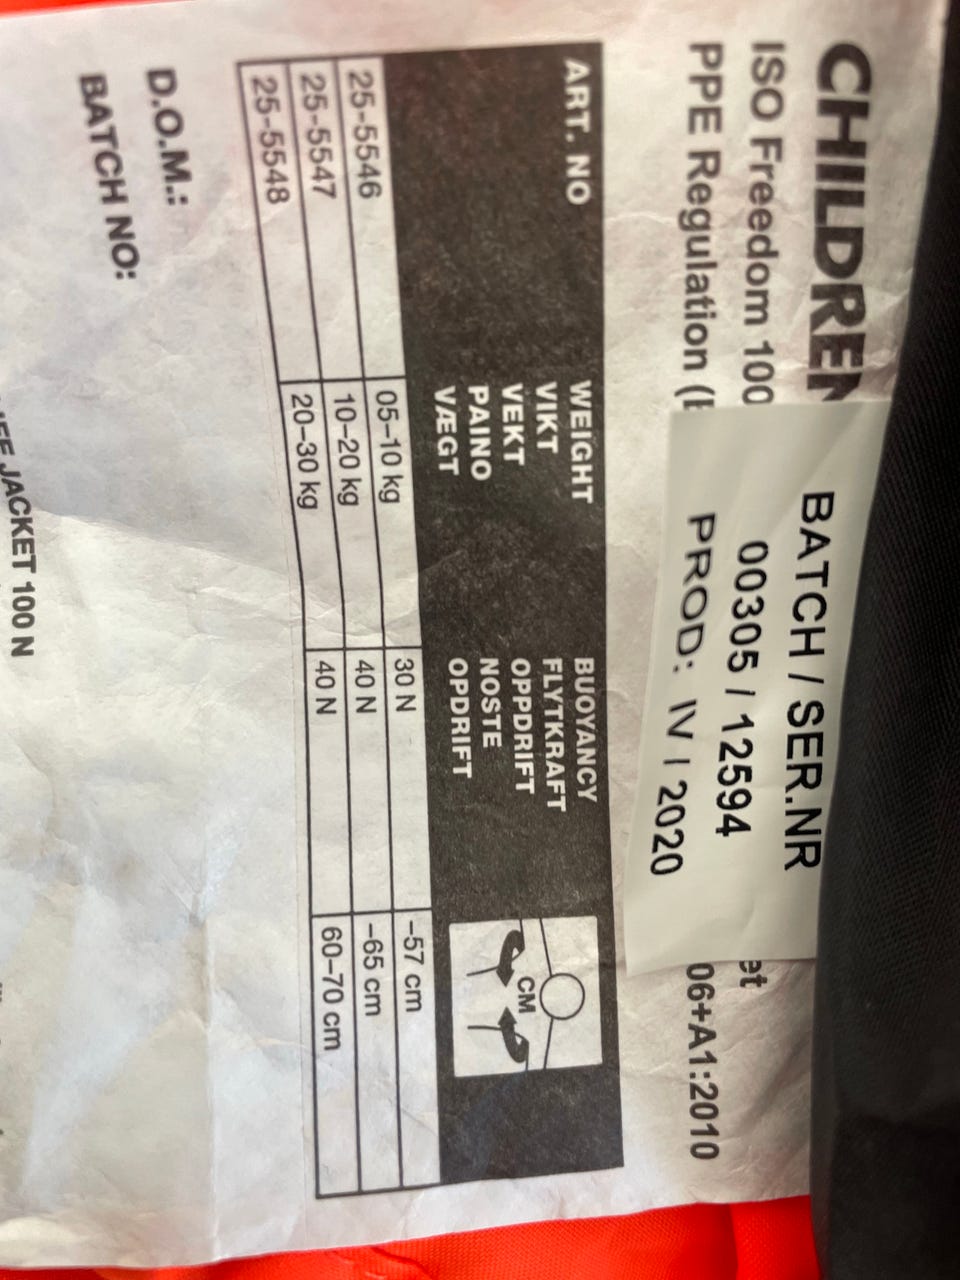 CHILDREN
ISO Freedom 100
et
PPE Regulation (
06+A1:2010
BATCH / SER.NR
00305 / 12594
PROD: IV / 2020
ART. NO
WEIGHT
VIKT
VEKT
PAINO
VÆGT
BUOYANCY
FLYTKRAFT
OPPDRIFT
NOSTE
OPDRIFT
CM
25-5546 05–10 kg 30 N –57 cm
25-5547 10–20 kg 40 N –65 cm
25-5548 20–30 kg 40 N 60–70 cm
D.O.M.:
BATCH NO:
JACKET 100 N